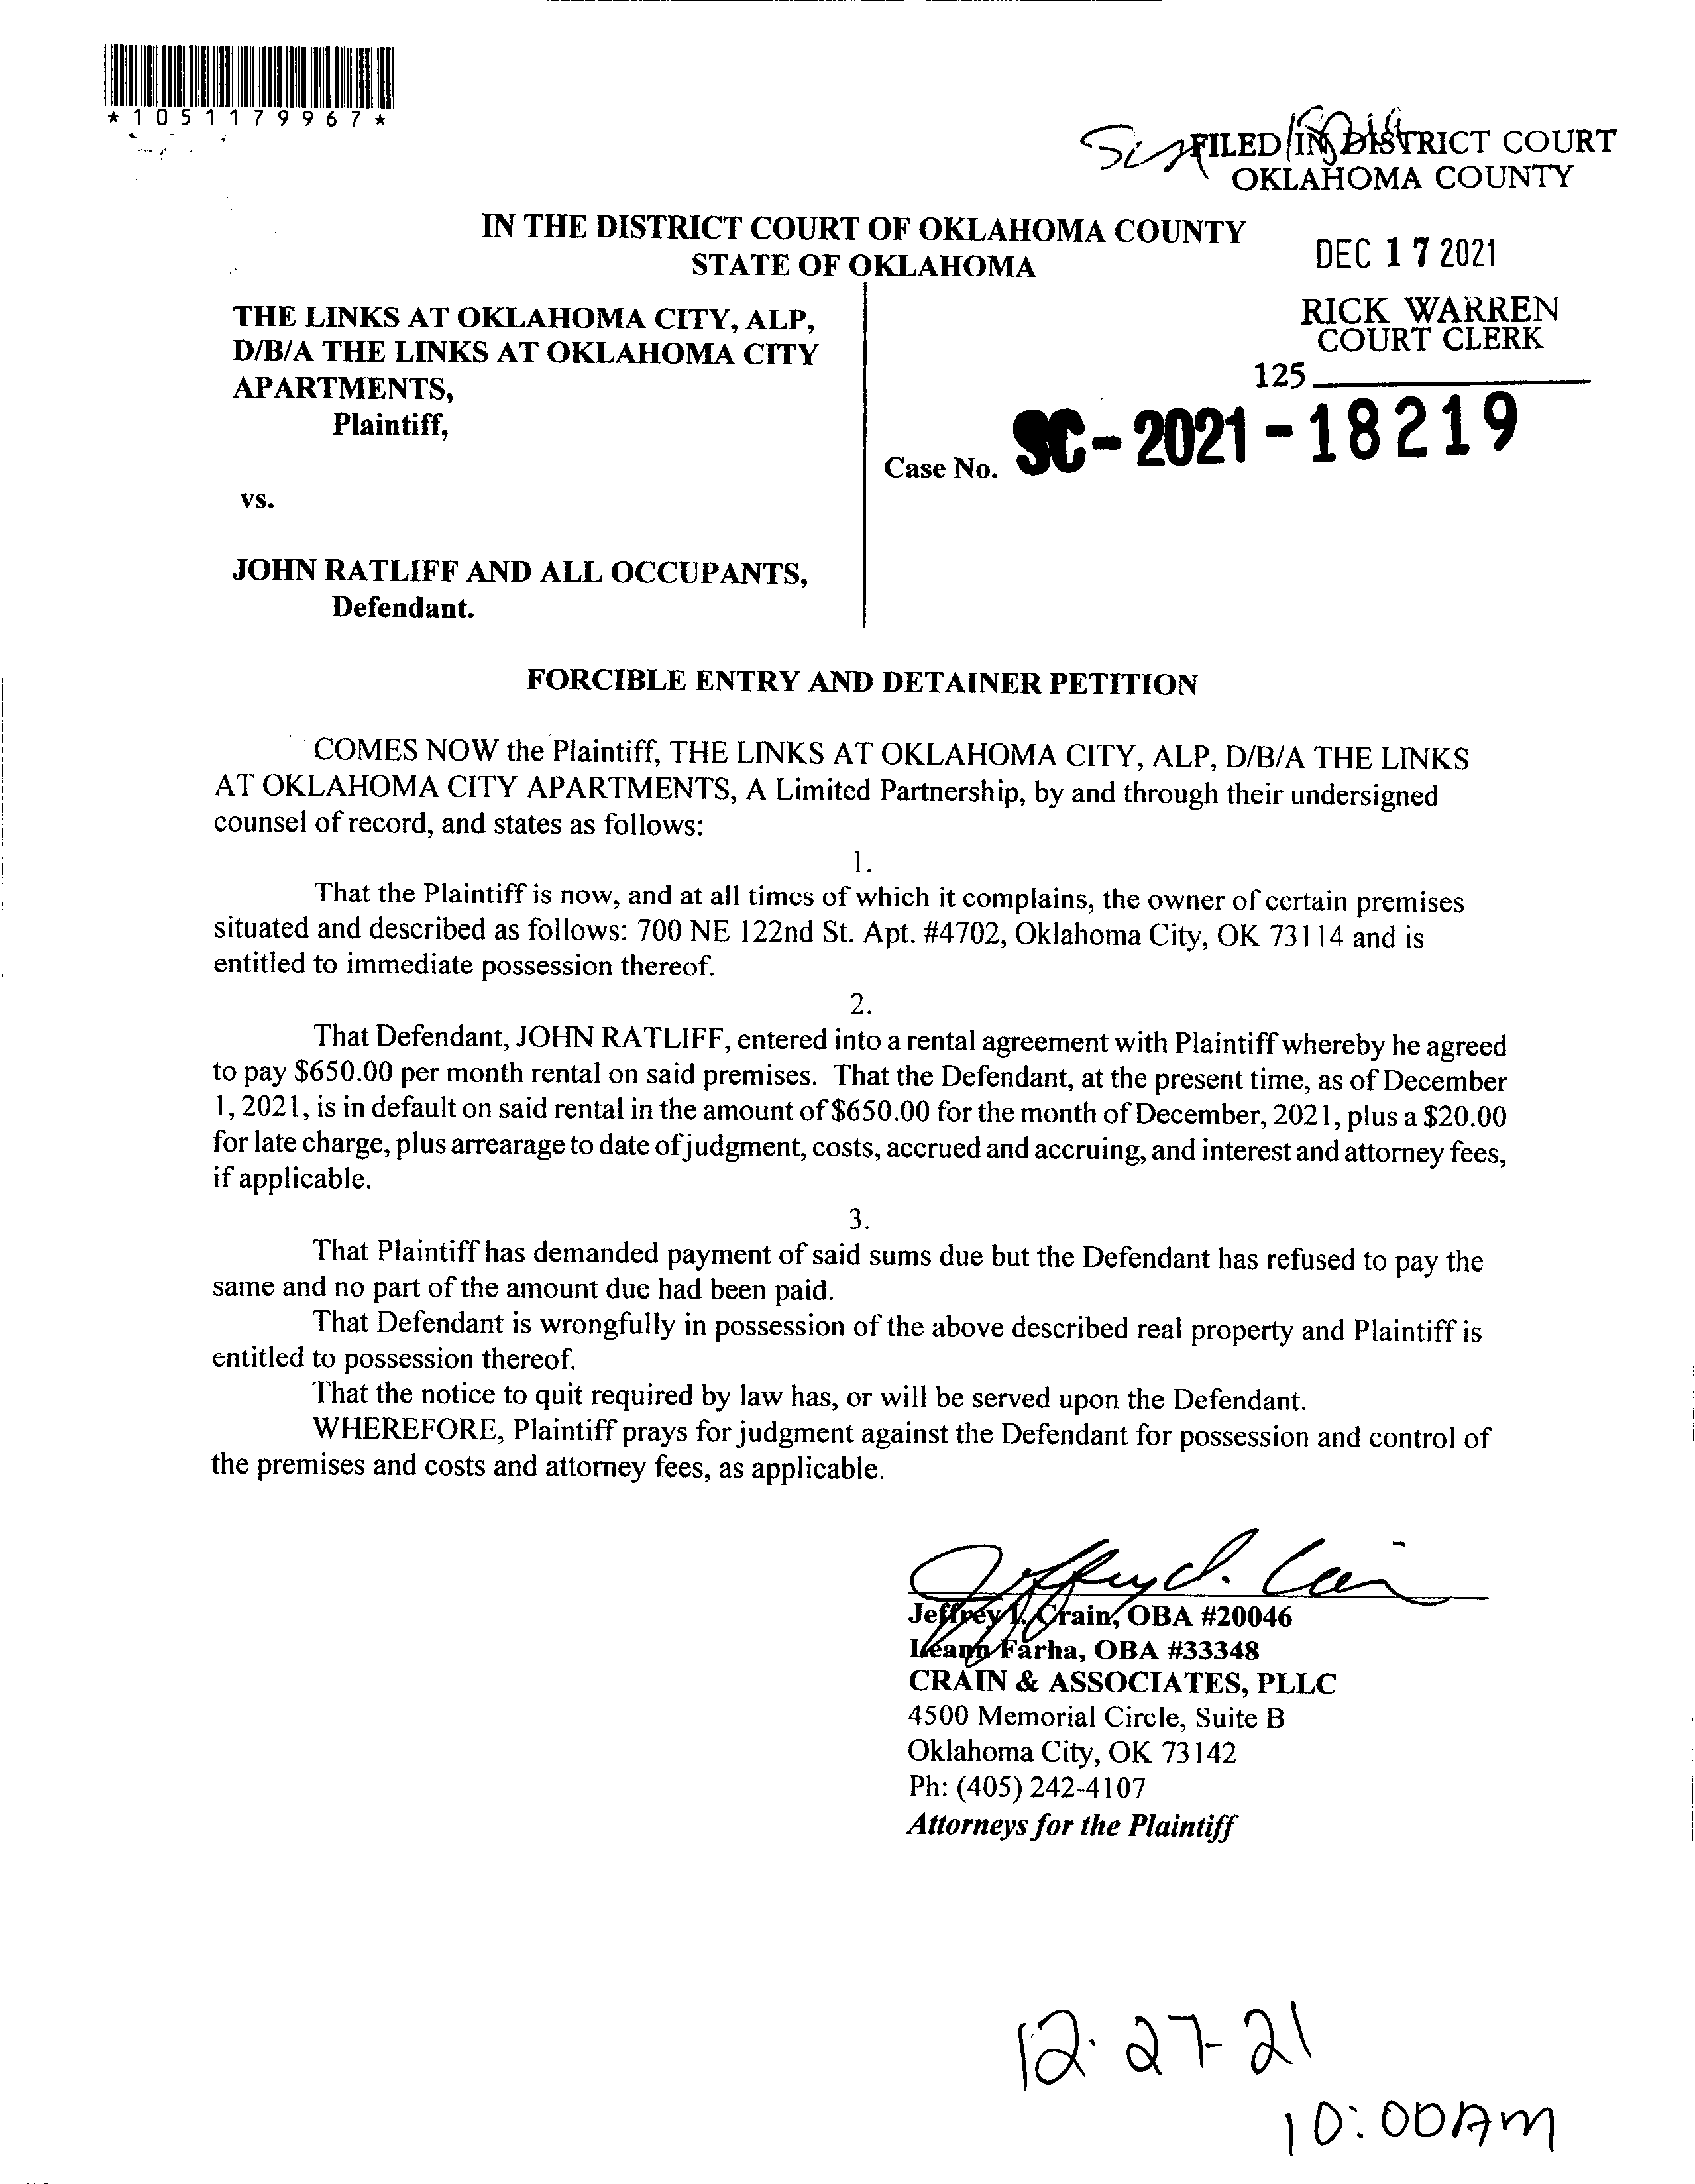 *1051179967*
FILED IN DISTRICT COURT
OKLAHOMA COUNTY
IN THE DISTRICT COURT OF OKLAHOMA COUNTY
STATE OF OKLAHOMA
DEC 17 2021
RICK WARREN
COURT CLERK
125
THE LINKS AT OKLAHOMA CITY, ALP,
D/B/A THE LINKS AT OKLAHOMA CITY
APARTMENTS,
Plaintiff,
Case No. SC-2021-18219
vs.
JOHN RATLIFF AND ALL OCCUPANTS,
Defendant.
FORCIBLE ENTRY AND DETAINER PETITION
COMES NOW the Plaintiff, THE LINKS AT OKLAHOMA CITY, ALP, D/B/A THE LINKS
AT OKLAHOMA CITY APARTMENTS, A Limited Partnership, by and through their undersigned
counsel of record, and states as follows:
1.
That the Plaintiff is now, and at all times of which it complains, the owner of certain premises
situated and described as follows: 700 NE 122nd St. Apt. #4702, Oklahoma City, OK 73114 and is
entitled to immediate possession thereof.
2.
That Defendant, JOHN RATLIFF, entered into a rental agreement with Plaintiff whereby he agreed
to pay $650.00 per month rental on said premises. That the Defendant, at the present time, as of December
1, 2021, is in default on said rental in the amount of $650.00 for the month of December, 2021, plus a $20.00
for late charge, plus arrearage to date of judgment, costs, accrued and accruing, and interest and attorney fees,
if applicable.
3.
That Plaintiff has demanded payment of said sums due but the Defendant has refused to pay the
same and no part of the amount due had been paid.
That Defendant is wrongfully in possession of the above described real property and Plaintiff is
entitled to possession thereof.
That the notice to quit required by law has, or will be served upon the Defendant.
WHEREFORE, Plaintiff prays for judgment against the Defendant for possession and control of
the premises and costs and attorney fees, as applicable.
Jeffrey I. Crain, OBA #20046
Leann Farha, OBA #33348
CRAIN & ASSOCIATES, PLLC
4500 Memorial Circle, Suite B
Oklahoma City, OK 73142
Ph: (405) 242-4107
Attorneys for the Plaintiff
12-27-21
10:00AM